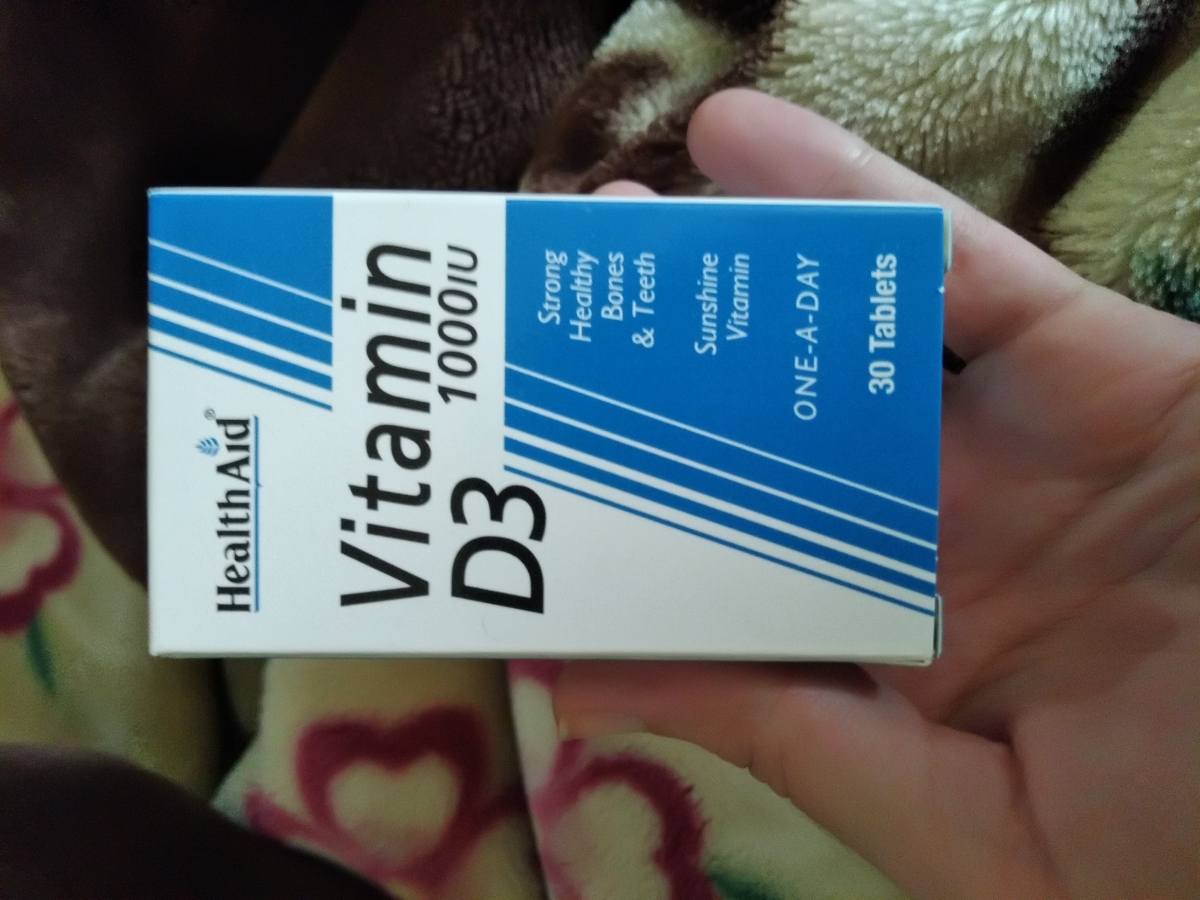 HealthAid®
Vitamin
D3 1000IU
Strong
Healthy
Bones
& Teeth
Sunshine
Vitamin
ONE-A-DAY
30 Tablets